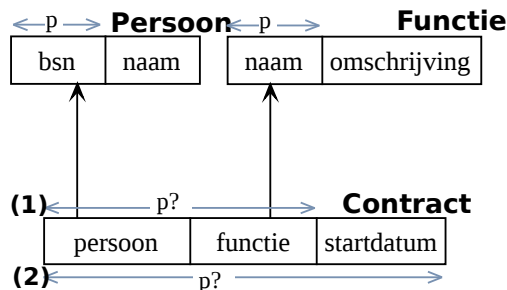 p Persoon p Functie
bsn naam naam omschrijving
(1) p? Contract
persoon functie startdatum
(2) p?